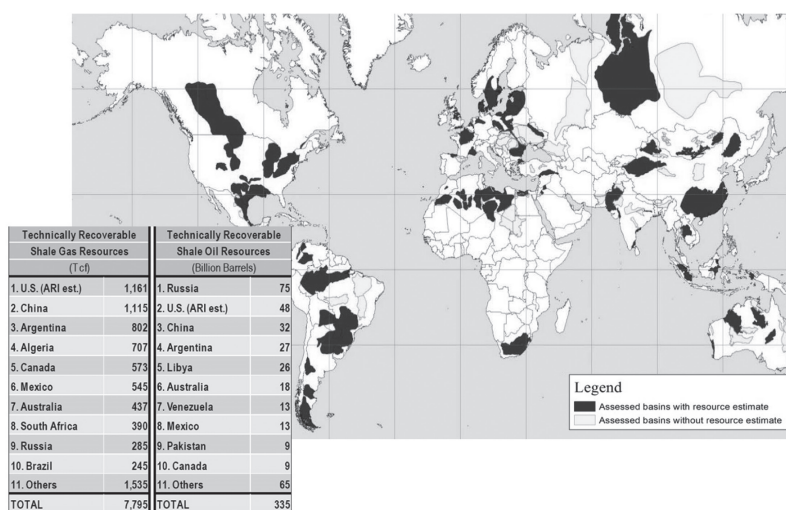 Technically Recoverable
Shale Gas Resources
(Tcf)
1. U.S. (ARI est.) 1,161
2. China 1,115
3. Argentina 802
4. Algeria 707
5. Canada 573
6. Mexico 545
7. Australia 437
8. South Africa 390
9. Russia 285
10. Brazil 245
11. Others 1,535
TOTAL 7,795
Technically Recoverable
Shale Oil Resources
(Billion Barrels)
1. Russia 75
2. U.S. (ARI est.) 48
3. China 32
4. Argentina 27
5. Libya 26
6. Australia 18
7. Venezuela 13
8. Mexico 13
9. Pakistan 9
10. Canada 9
11. Others 65
TOTAL 335
Legend
Assessed basins with resource estimate
Assessed basins without resource estimate